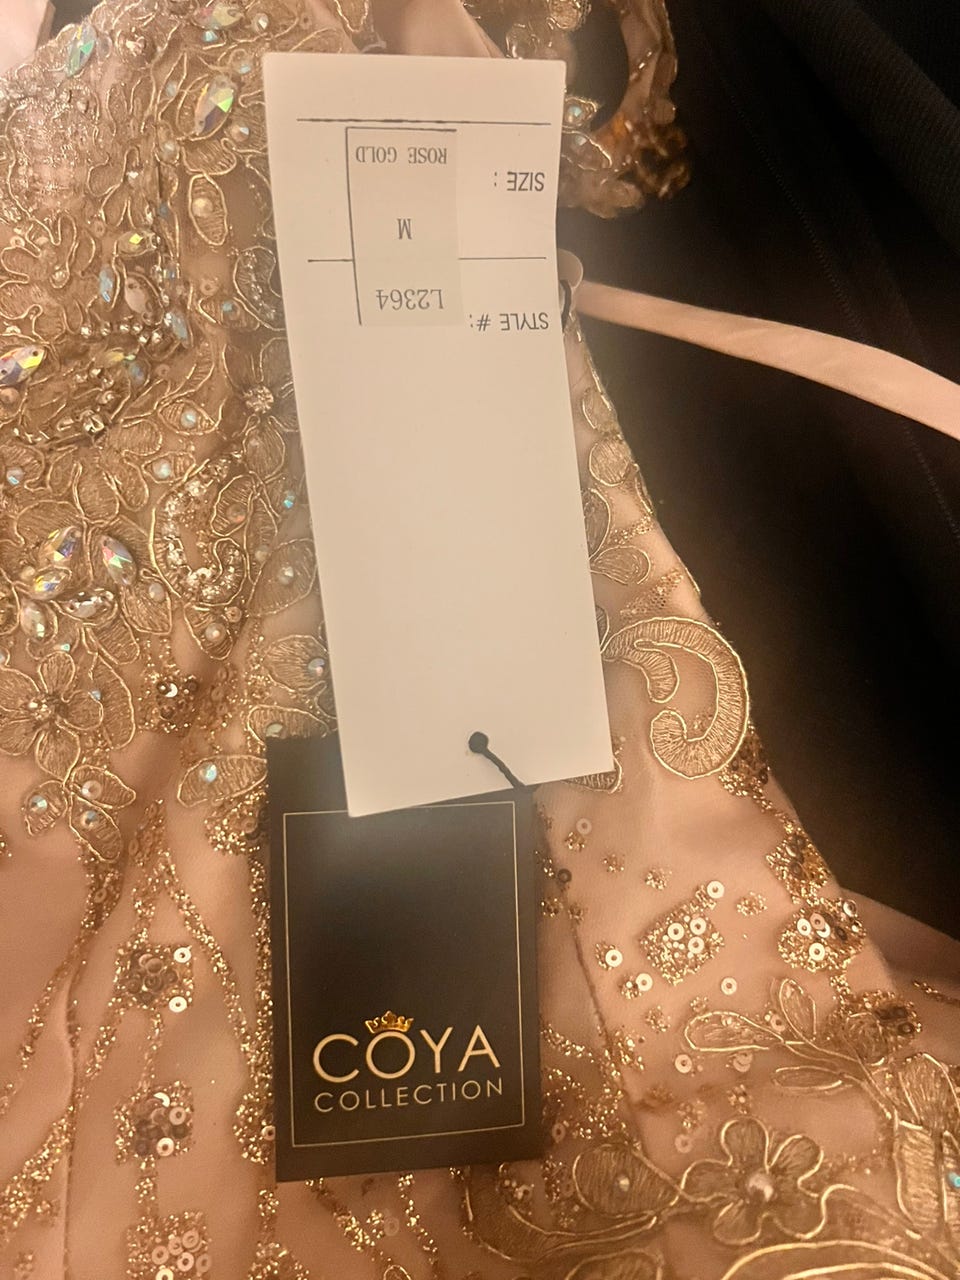 STYLE #: L2364
SIZE : M
ROSE GOLD
COYA
COLLECTION